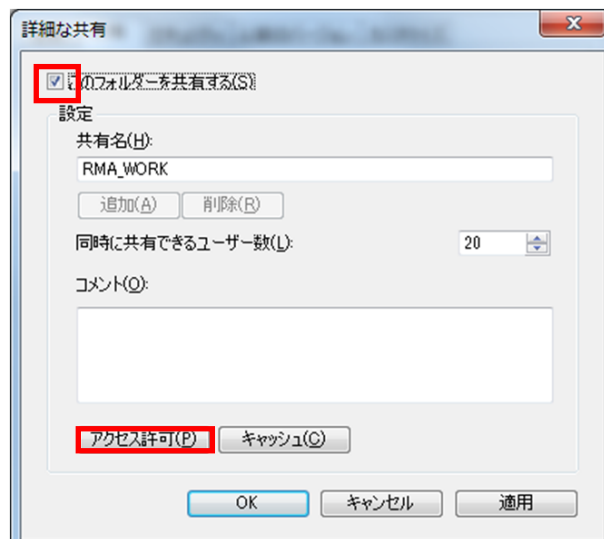 詳細な共有
このフォルダーを共有する(S)
設定
共有名(H):
RMA_WORK
追加(A) 削除(R)
同時に共有できるユーザー数(L): 20
コメント(O):
アクセス許可(P) キャッシュ(C)
OK キャンセル 適用